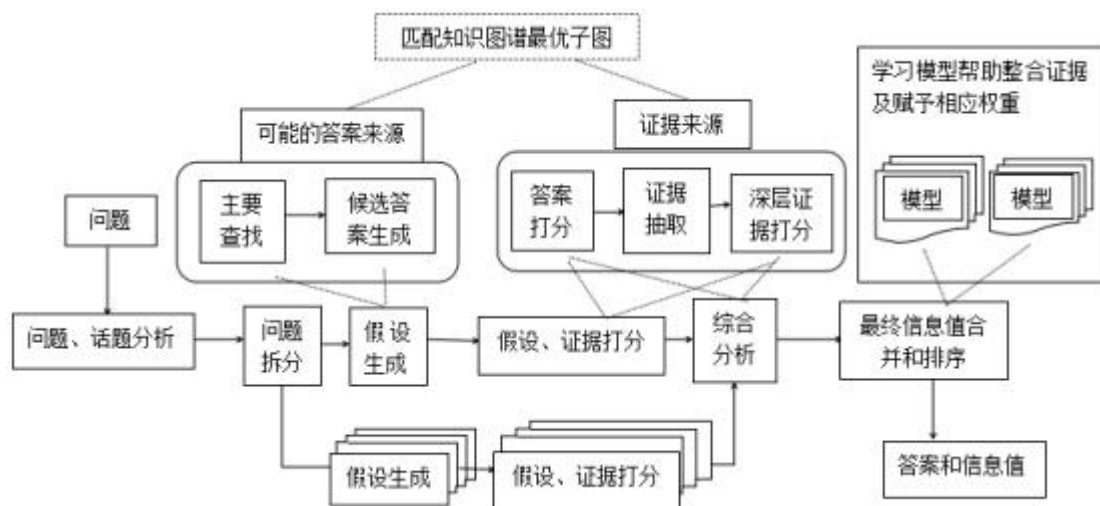 匹配知识图谱最优子图
学习模型帮助整合证据
及赋予相应权重
可能的答案来源
证据来源
主要
查找
候选答
案生成
答案
打分
证据
抽取
深层证
据打分
模型
模型
问题
问题、话题分析
问题
拆分
假设
生成
假设、证据打分
综合
分析
最终信息值合
并和排序
假设生成
假设、证据打分
答案和信息值